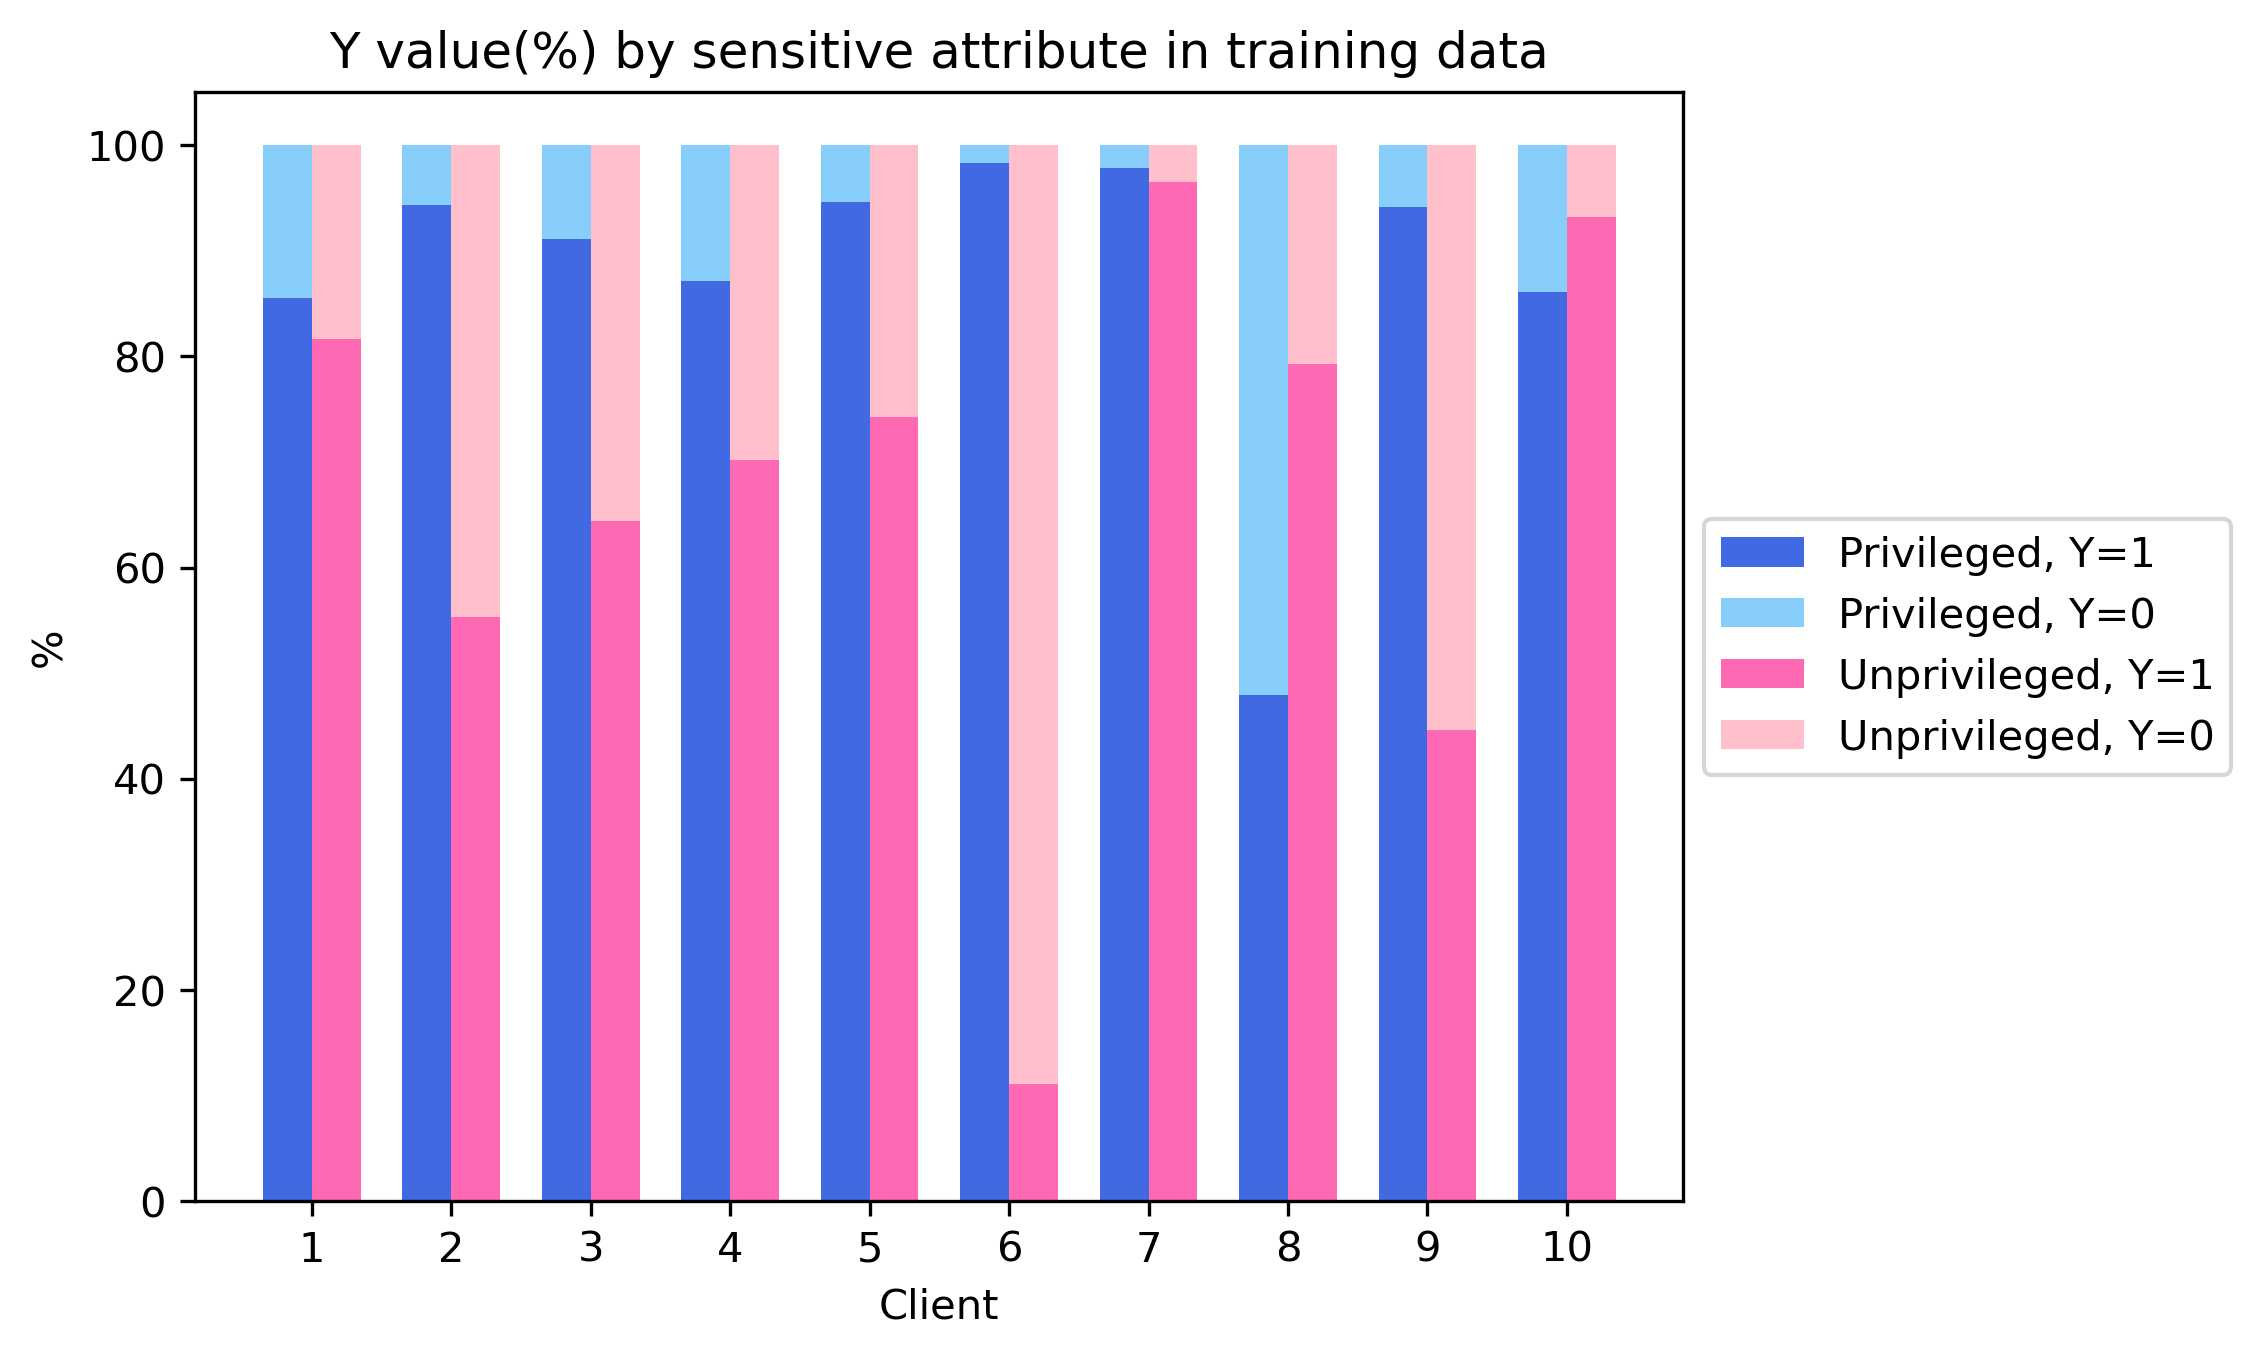 Y value(%) by sensitive attribute in training data
100
80
60
40
20
0
%
1 2 3 4 5 6 7 8 9 10
Client
Privileged, Y=1
Privileged, Y=0
Unprivileged, Y=1
Unprivileged, Y=0